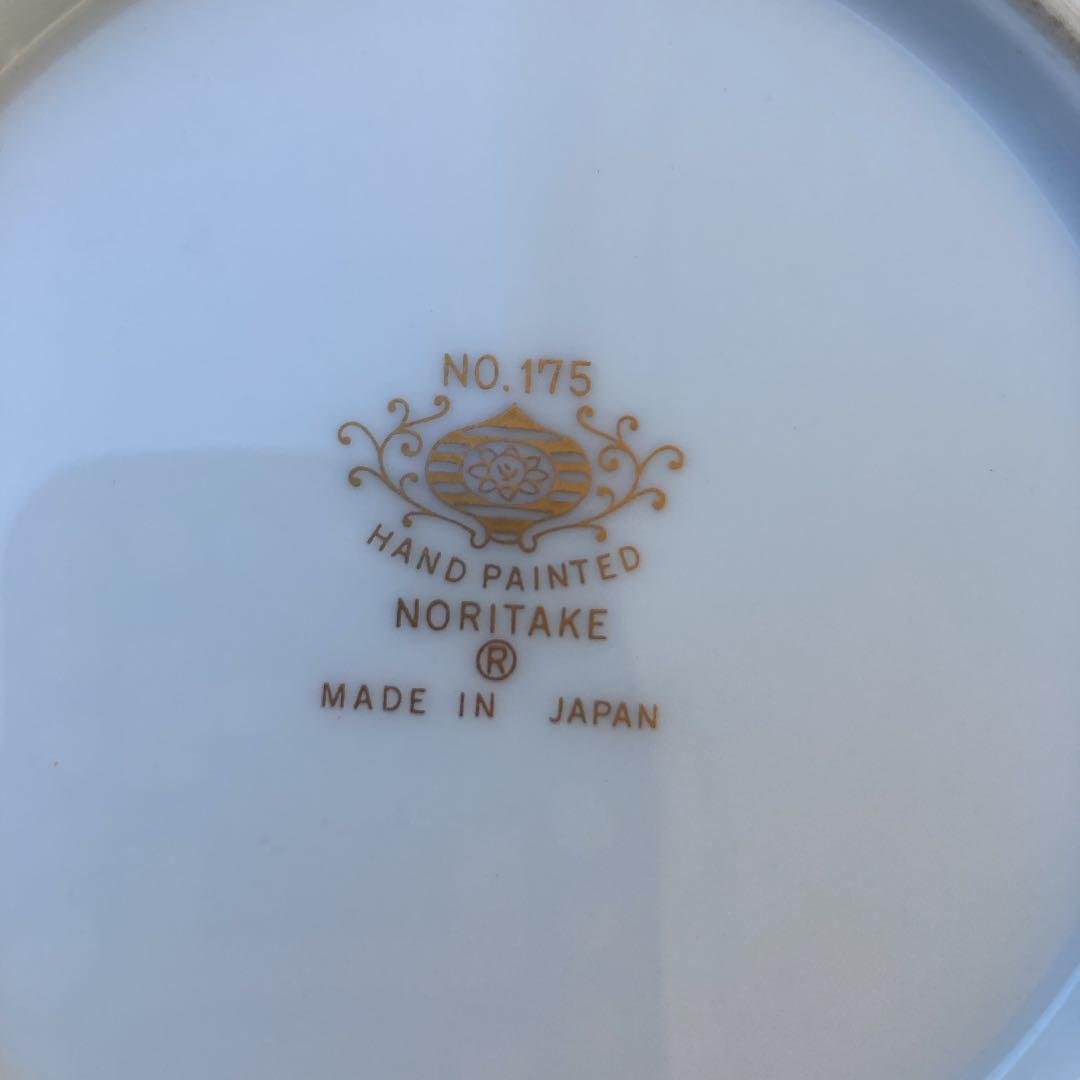 NO.175
HAND PAINTED
NORITAKE
®
MADE IN JAPAN